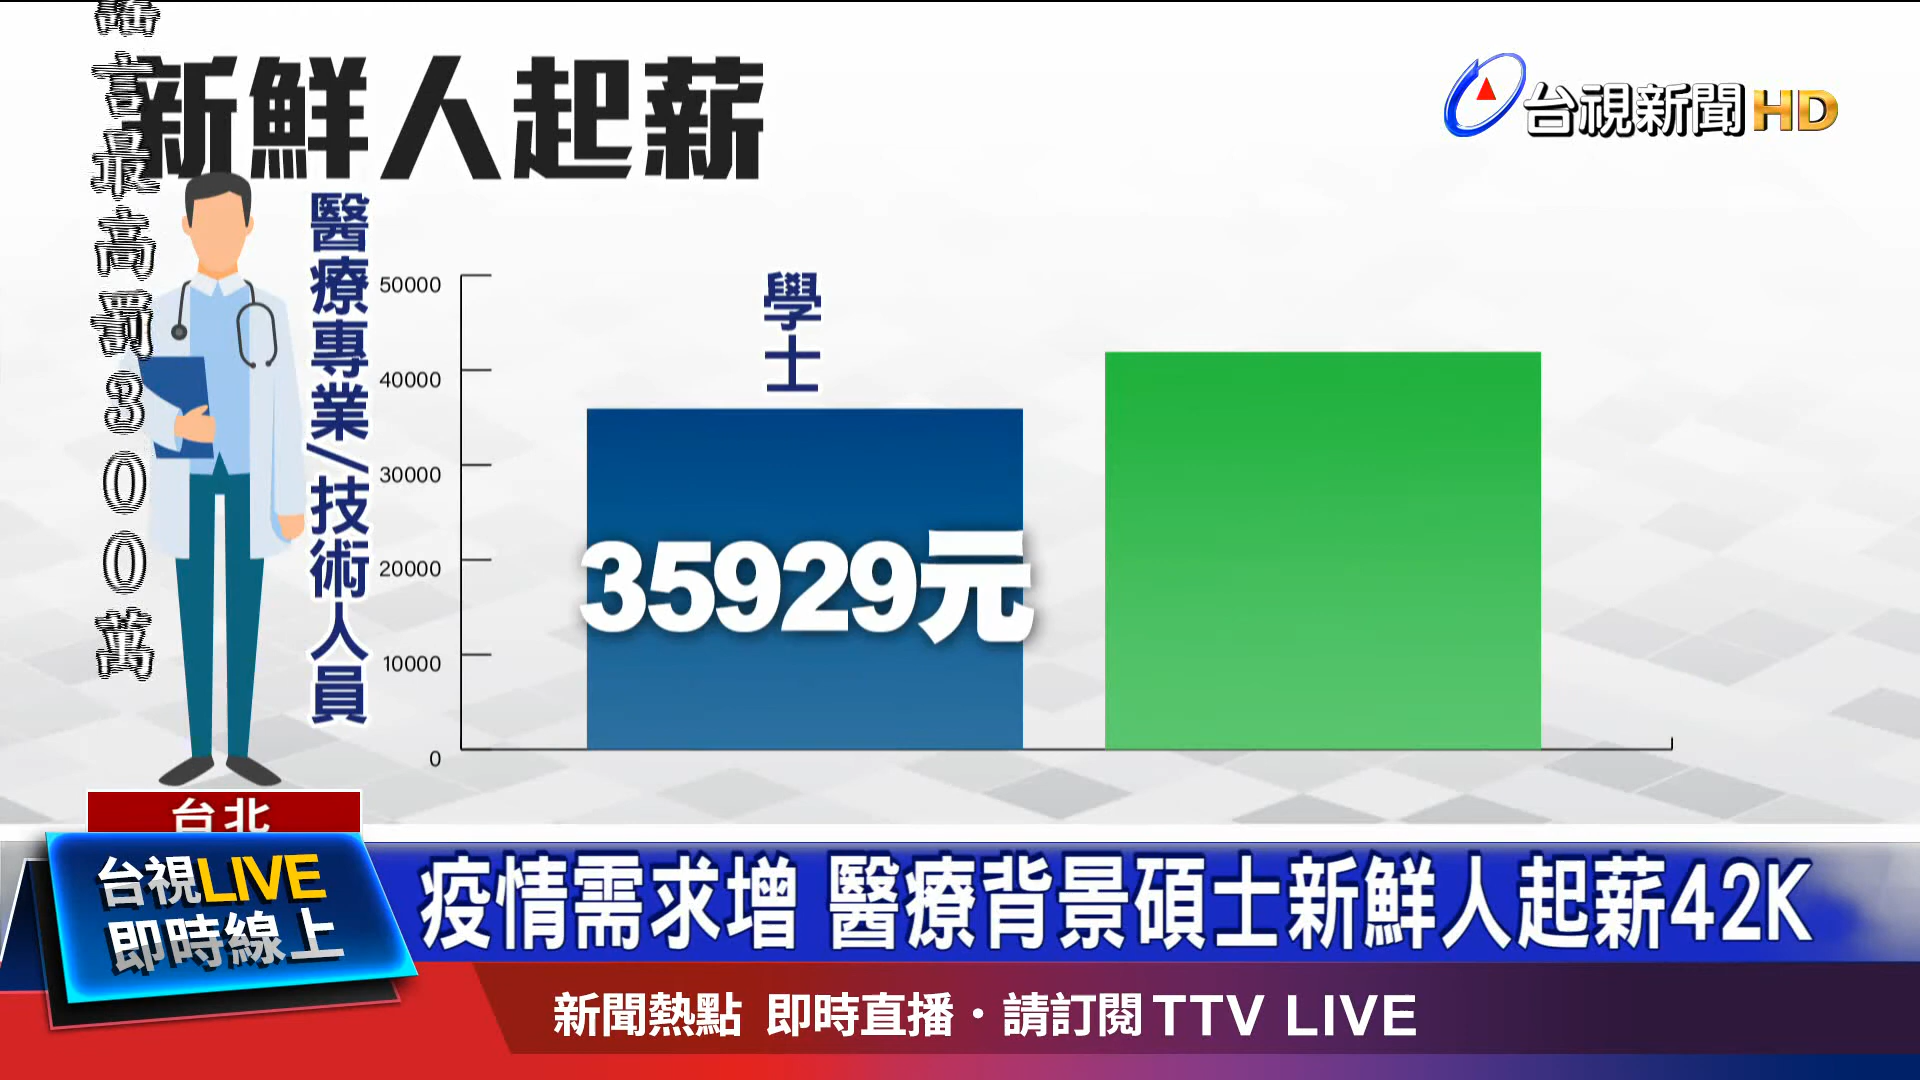 新鮮人起薪
台視新聞HD
言最高罰300萬
醫療專業/技術人員
50000
40000
30000
20000
10000
0
學士
35929元
台北
台視LIVE
即時線上
疫情需求增 醫療背景碩士新鮮人起薪42K
新聞熱點 即時直播・請訂閱TTV LIVE